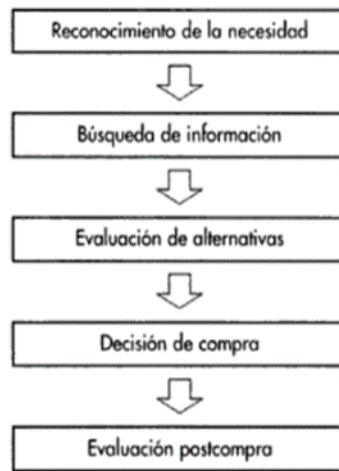 Reconocimiento de la necesidad
Búsqueda de información
Evaluación de alternativas
Decisión de compra
Evaluación postcompra